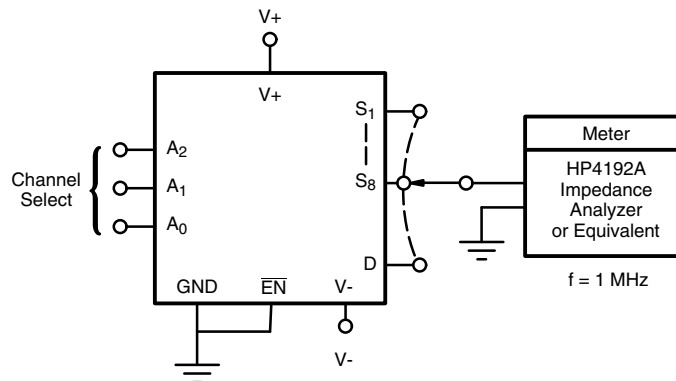 V+
V+
S1
A2
Channel
Select
A1
S8
A0
D
GND
EN
V-
V-
Meter
HP4192A
Impedance
Analyzer
or Equivalent
f = 1 MHz